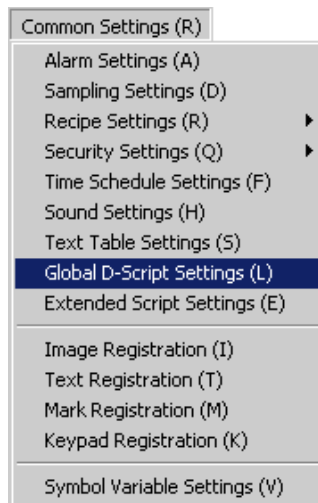 Common Settings (R)
Alarm Settings (A)
Sampling Settings (D)
Recipe Settings (R)
Security Settings (Q)
Time Schedule Settings (F)
Sound Settings (H)
Text Table Settings (S)
Global D-Script Settings (L)
Extended Script Settings (E)
Image Registration (I)
Text Registration (T)
Mark Registration (M)
Keypad Registration (K)
Symbol Variable Settings (V)